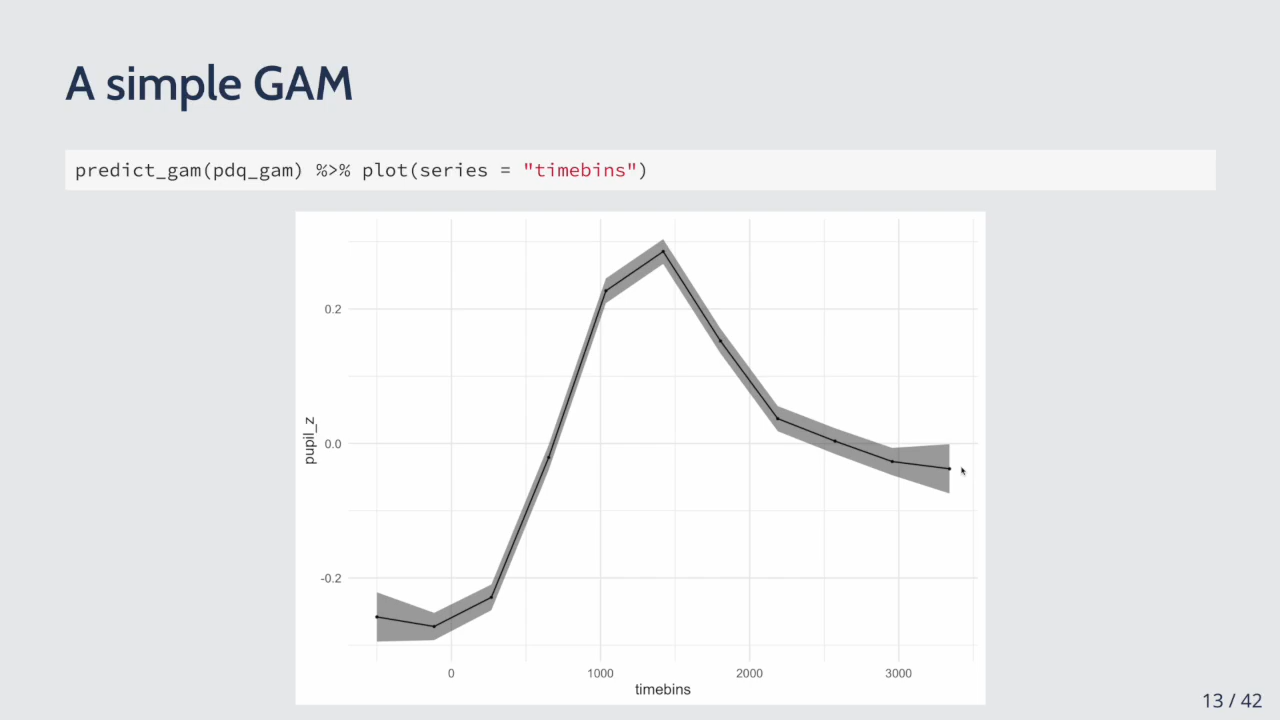 A simple GAM
predict_gam(pdq_gam) %>% plot(series = "timebins")
0.2
0.0
-0.2
pupil_z
0 1000 2000 3000
timebins
13 / 42